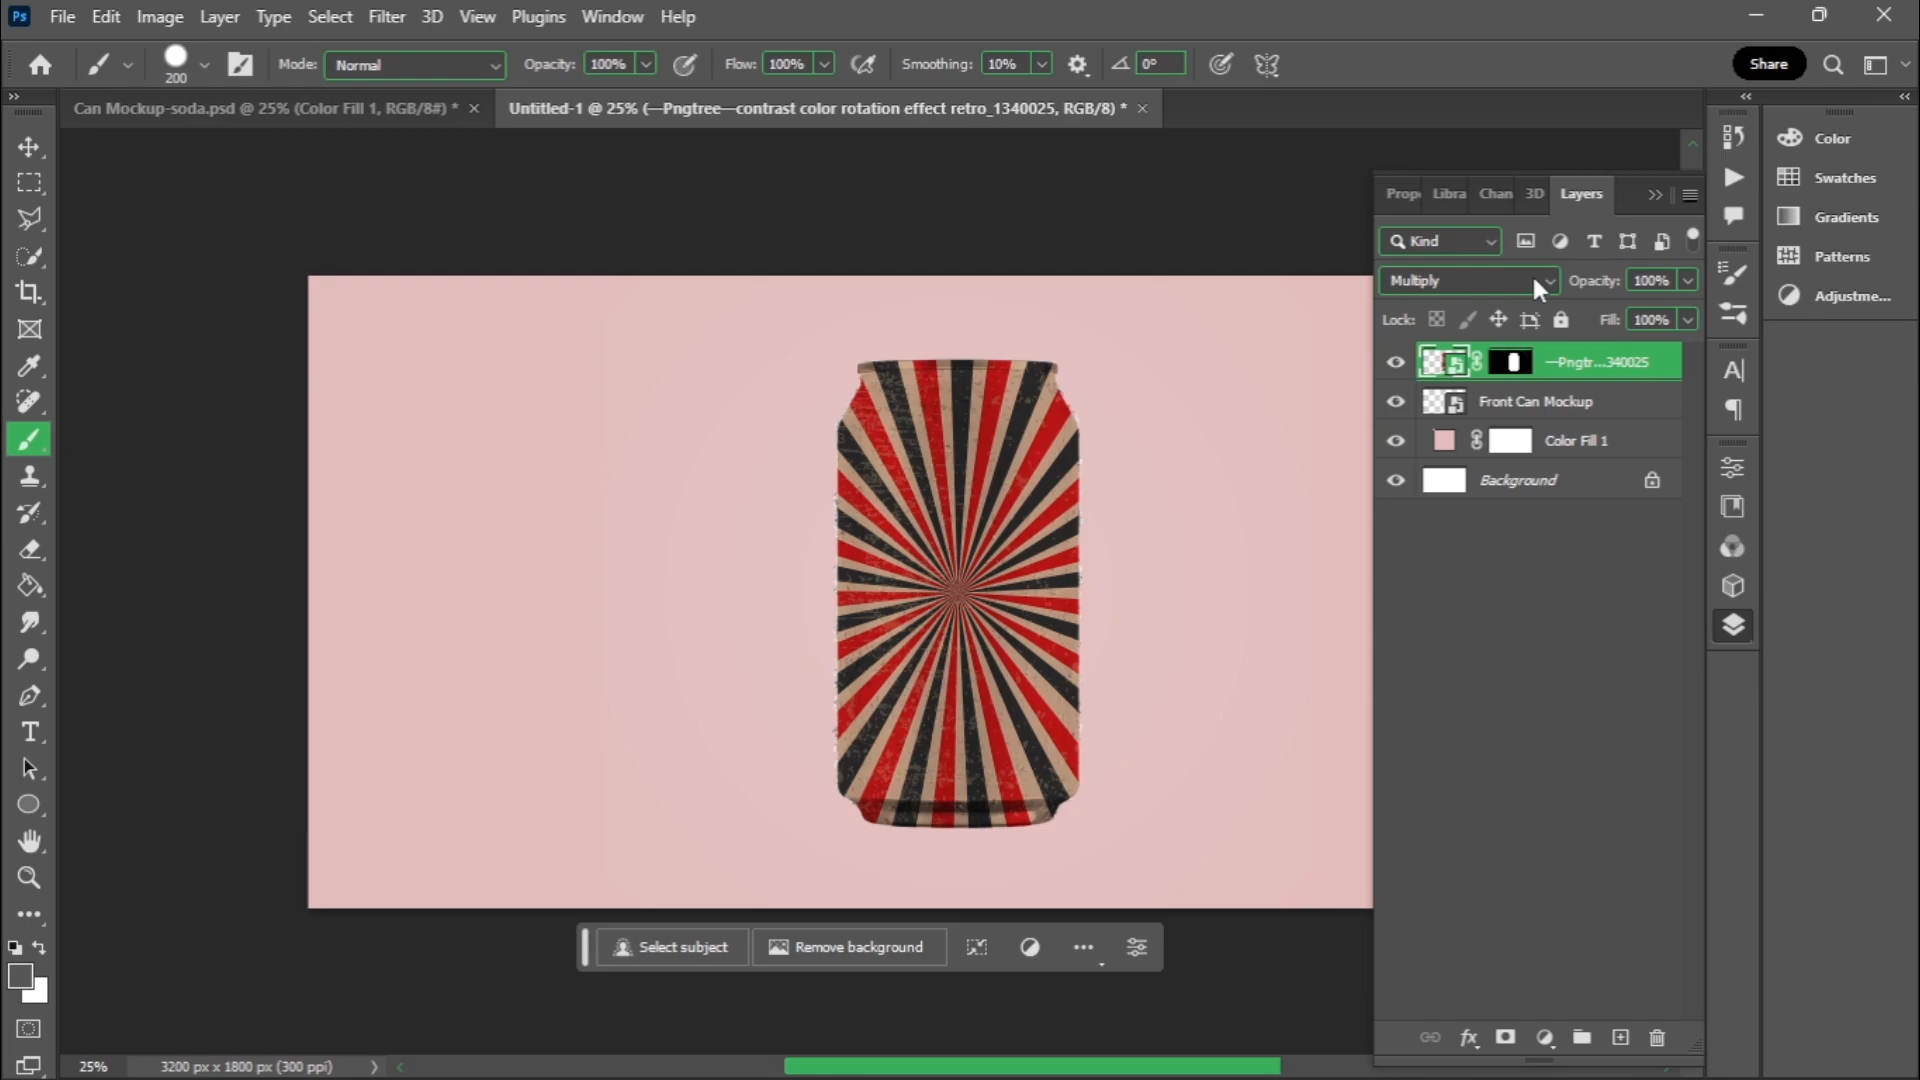 Ps File Edit Image Layer Type Select Filter 3D View Plugins Window Help
200 Mode: Normal Opacity: 100% Flow: 100% Smoothing: 10% 0° Share
Can Mockup-soda.psd @ 25% (Color Fill 1, RGB/8#) * Untitled-1 @ 25% (—Pngtree—contrast color rotation effect retro_1340025, RGB/8) *
Color
Swatches
Gradients
Patterns
Adjustme...
Prop Libra Chan 3D Layers
Kind
Multiply Opacity: 100%
Lock: Fill: 100%
—Pngtr...340025
Front Can Mockup
Color Fill 1
Background
Select subject Remove background
25% 3200 px x 1800 px (300 ppi)